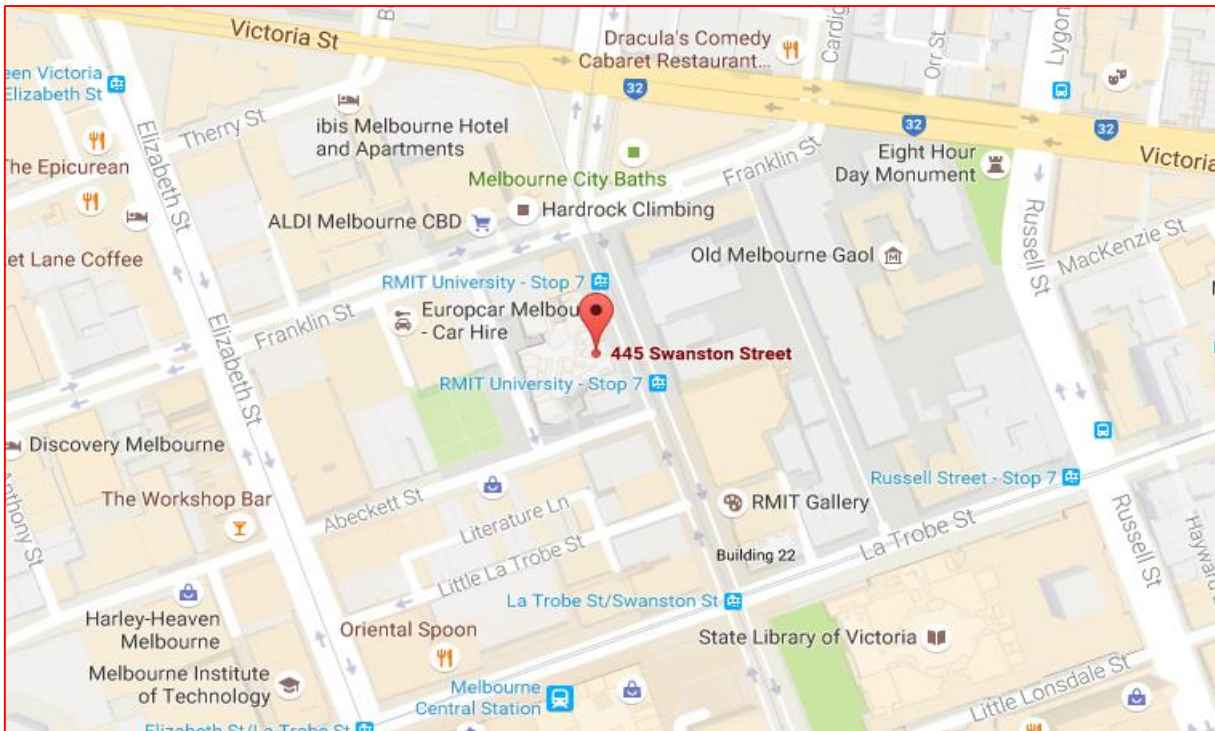 Victoria St
B
Dracula's Comedy
Cabaret Restaurant...
Cardig
Orr St
Lygon
een Victoria
Elizabeth St
32
Therry St
ibis Melbourne Hotel
and Apartments
32
32
Eight Hour
Day Monument
Victoria
The Epicurean
Elizabeth St
Melbourne City Baths
Franklin St
ALDI Melbourne CBD
Hardrock Climbing
et Lane Coffee
Old Melbourne Gaol
Russell St
MacKenzie St
RMIT University - Stop 7
Europcar Melbou
- Car Hire
Franklin St
445 Swanston Street
Elizabeth St
RMIT University - Stop 7
Discovery Melbourne
Anthony St
The Workshop Bar
Abeckett St
Literature Ln
RMIT Gallery
Russell Street - Stop 7
Little La Trobe St
Building 22
La Trobe St
Russell St
Hayward
La Trobe St/Swanston St
Harley-Heaven
Melbourne
Oriental Spoon
State Library of Victoria
Melbourne Institute
of Technology
Melbourne
Central Station
Little Lonsdale St
Elizabeth St/La Trobe St